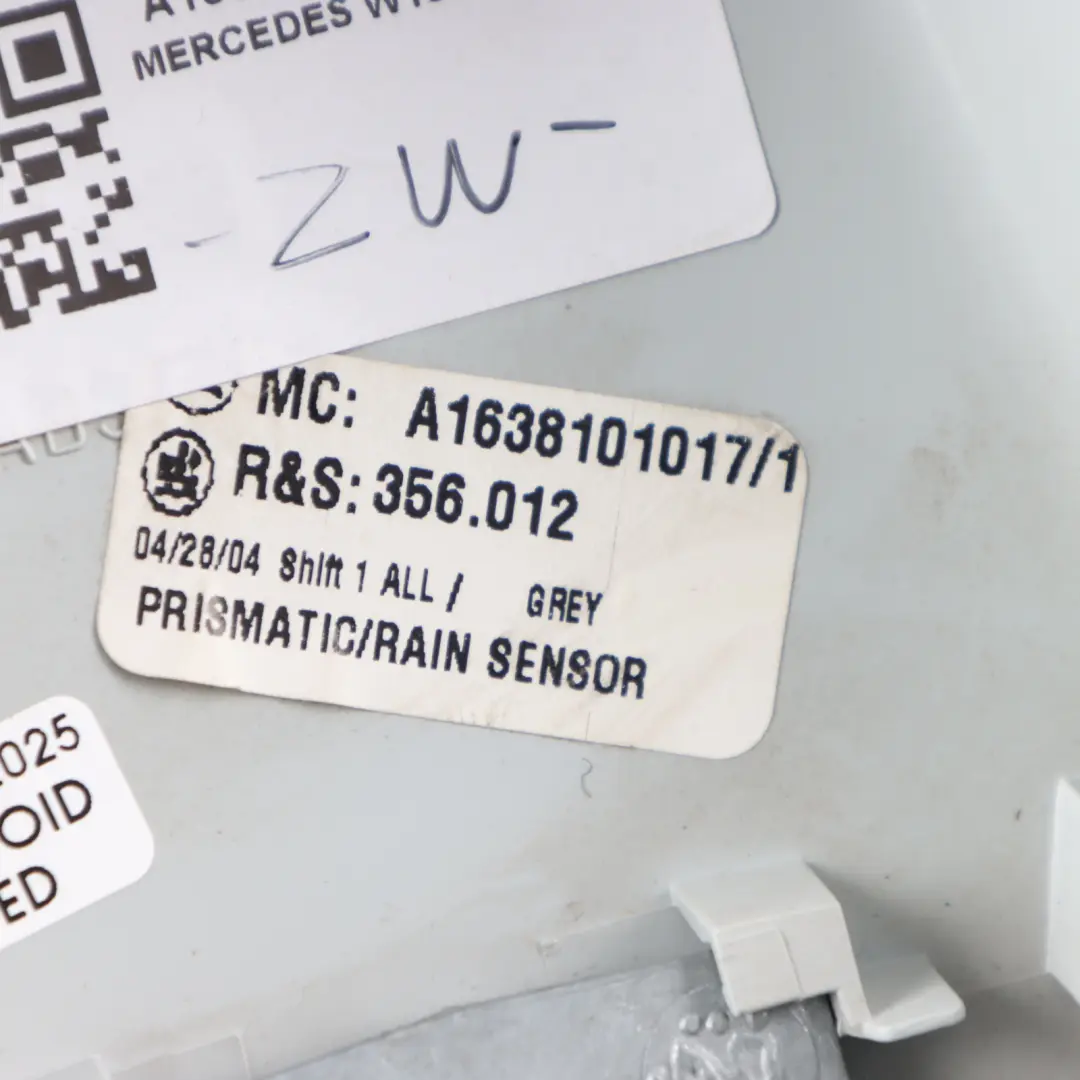 MERCEDES
- ZW -
MC: A1638101017/1
R&S: 356.012
04/28/04 Shift 1 ALL / GREY
PRISMATIC/RAIN SENSOR
025
OID
ED